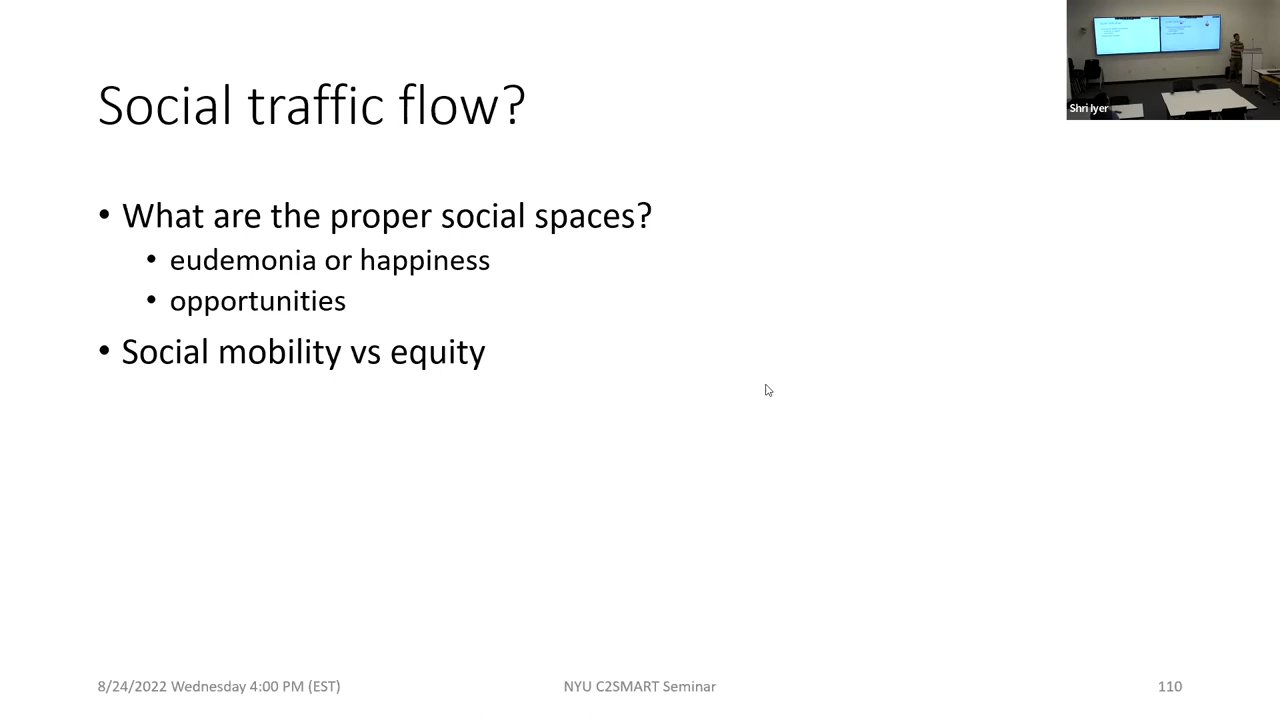 Social traffic flow?
Shri Iyer
• What are the proper social spaces?
• eudemonia or happiness
• opportunities
• Social mobility vs equity
8/24/2022 Wednesday 4:00 PM (EST)
NYU C2SMART Seminar
110